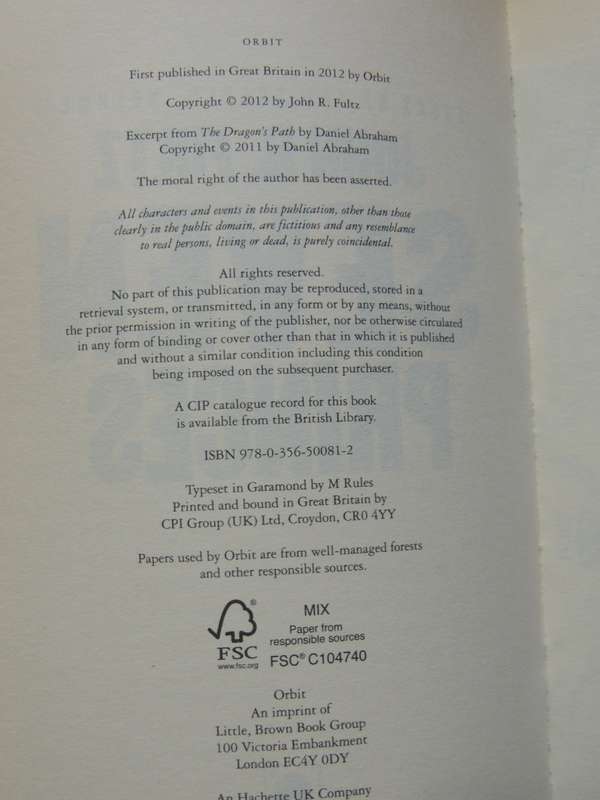 ORBIT
First published in Great Britain in 2012 by Orbit
Copyright © 2012 by John R. Fultz
Excerpt from The Dragon's Path by Daniel Abraham
Copyright © 2011 by Daniel Abraham
The moral right of the author has been asserted.
All characters and events in this publication, other than those
clearly in the public domain, are fictitious and any resemblance
to real persons, living or dead, is purely coincidental.
All rights reserved.
No part of this publication may be reproduced, stored in a
retrieval system, or transmitted, in any form or by any means, without
the prior permission in writing of the publisher, nor be otherwise circulated
in any form of binding or cover other than that in which it is published
and without a similar condition including this condition
being imposed on the subsequent purchaser.
A CIP catalogue record for this book
is available from the British Library.
ISBN 978-0-356-50081-2
Typeset in Garamond by M Rules
Printed and bound in Great Britain by
CPI Group (UK) Ltd, Croydon, CR0 4YY
Papers used by Orbit are from well-managed forests
and other responsible sources.
®
FSC
www.fsc.org
MIX
Paper from
responsible sources
FSC® C104740
Orbit
An imprint of
Little, Brown Book Group
100 Victoria Embankment
London EC4Y 0DY
An Hachette UK Company